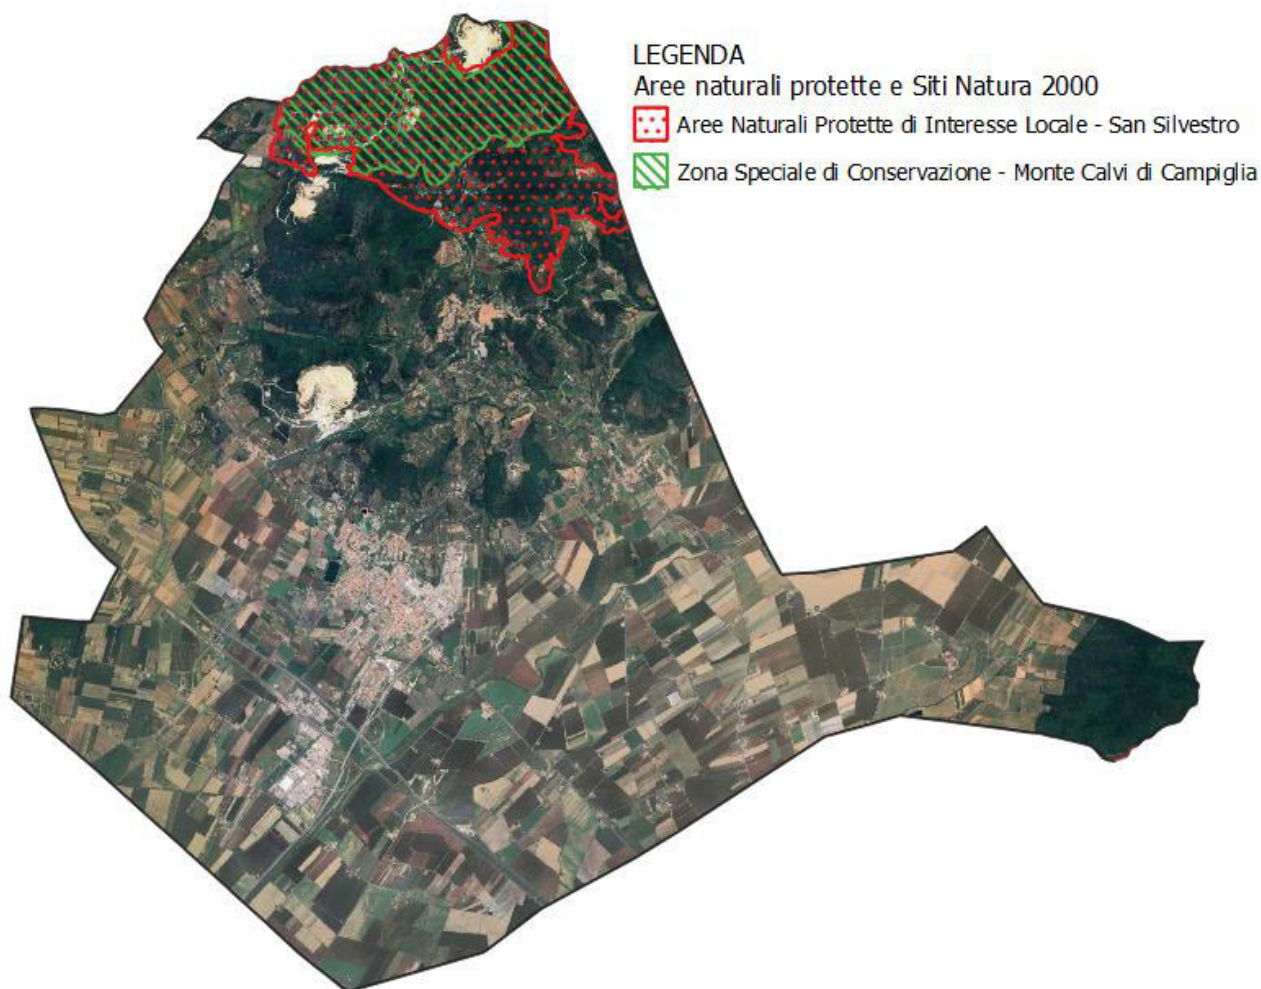 LEGENDA
Aree naturali protette e Siti Natura 2000
Aree Naturali Protette di Interesse Locale - San Silvestro
Zona Speciale di Conservazione - Monte Calvi di Campiglia